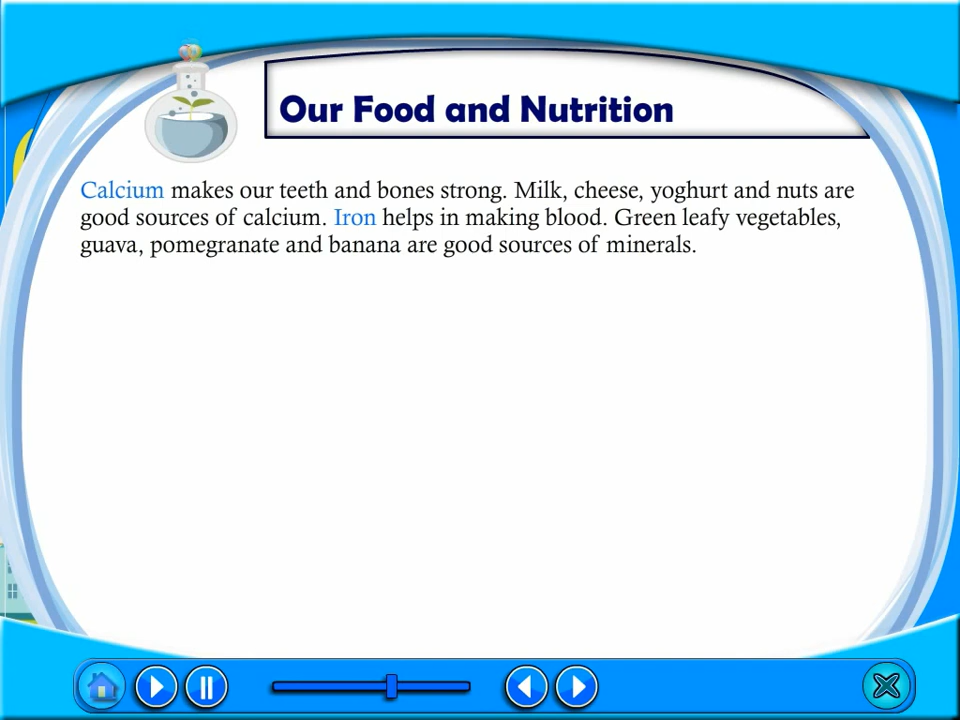 Our Food and Nutrition
Calcium makes our teeth and bones strong. Milk, cheese, yoghurt and nuts are
good sources of calcium. Iron helps in making blood. Green leafy vegetables,
guava, pomegranate and banana are good sources of minerals.